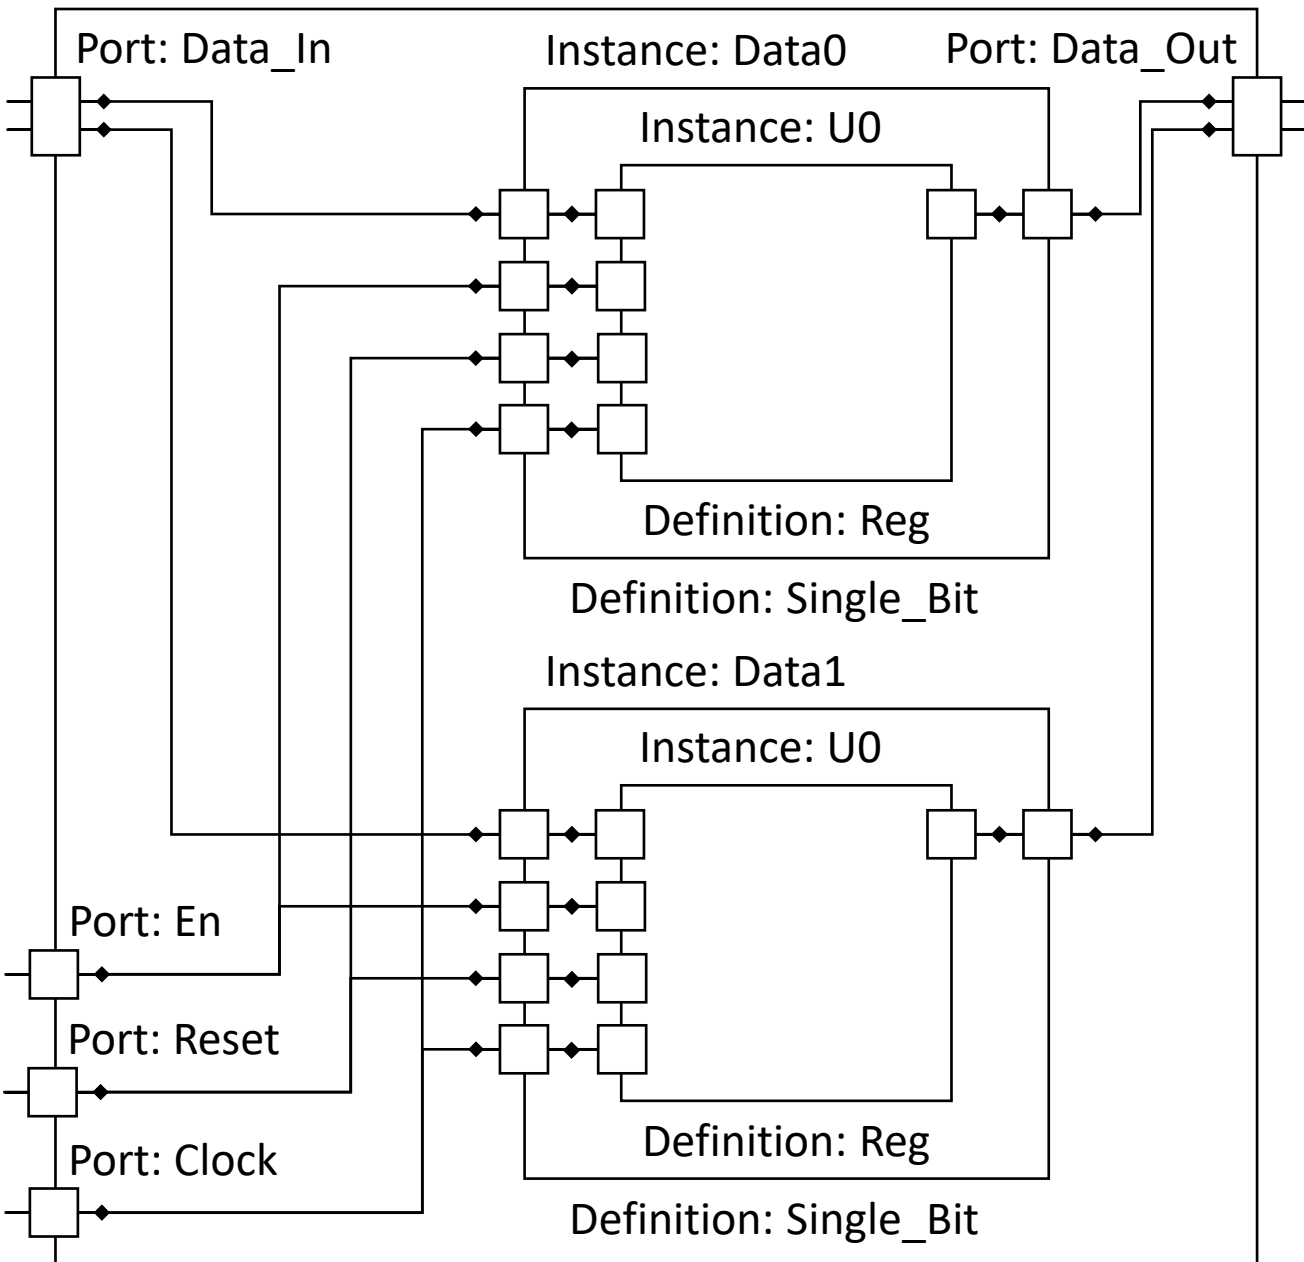 Port: Data_In
Instance: Data0
Port: Data_Out
Instance: U0
Definition: Reg
Definition: Single_Bit
Instance: Data1
Instance: U0
Port: En
Port: Reset
Port: Clock
Definition: Reg
Definition: Single_Bit